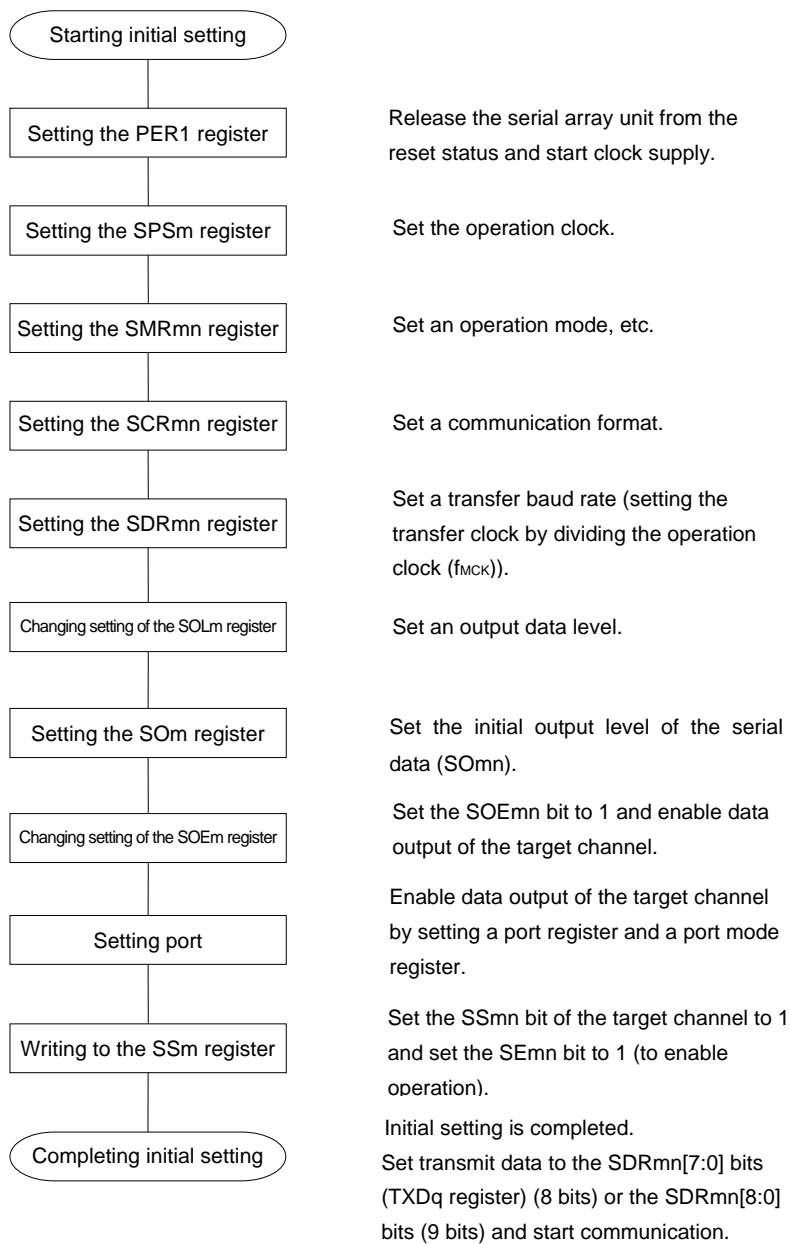 Starting initial setting
Setting the PER1 register
Release the serial array unit from the
reset status and start clock supply.
Setting the SPSm register
Set the operation clock.
Setting the SMRmn register
Set an operation mode, etc.
Setting the SCRmn register
Set a communication format.
Setting the SDRmn register
Set a transfer baud rate (setting the
transfer clock by dividing the operation
clock (fMCK)).
Changing setting of the SOLm register
Set an output data level.
Setting the SOm register
Set the initial output level of the serial
data (SOmn).
Changing setting of the SOEm register
Set the SOEmn bit to 1 and enable data
output of the target channel.
Setting port
Enable data output of the target channel
by setting a port register and a port mode
register.
Writing to the SSm register
Set the SSmn bit of the target channel to 1
and set the SEmn bit to 1 (to enable
operation).
Completing initial setting
Initial setting is completed.
Set transmit data to the SDRmn[7:0] bits
(TXDq register) (8 bits) or the SDRmn[8:0]
bits (9 bits) and start communication.